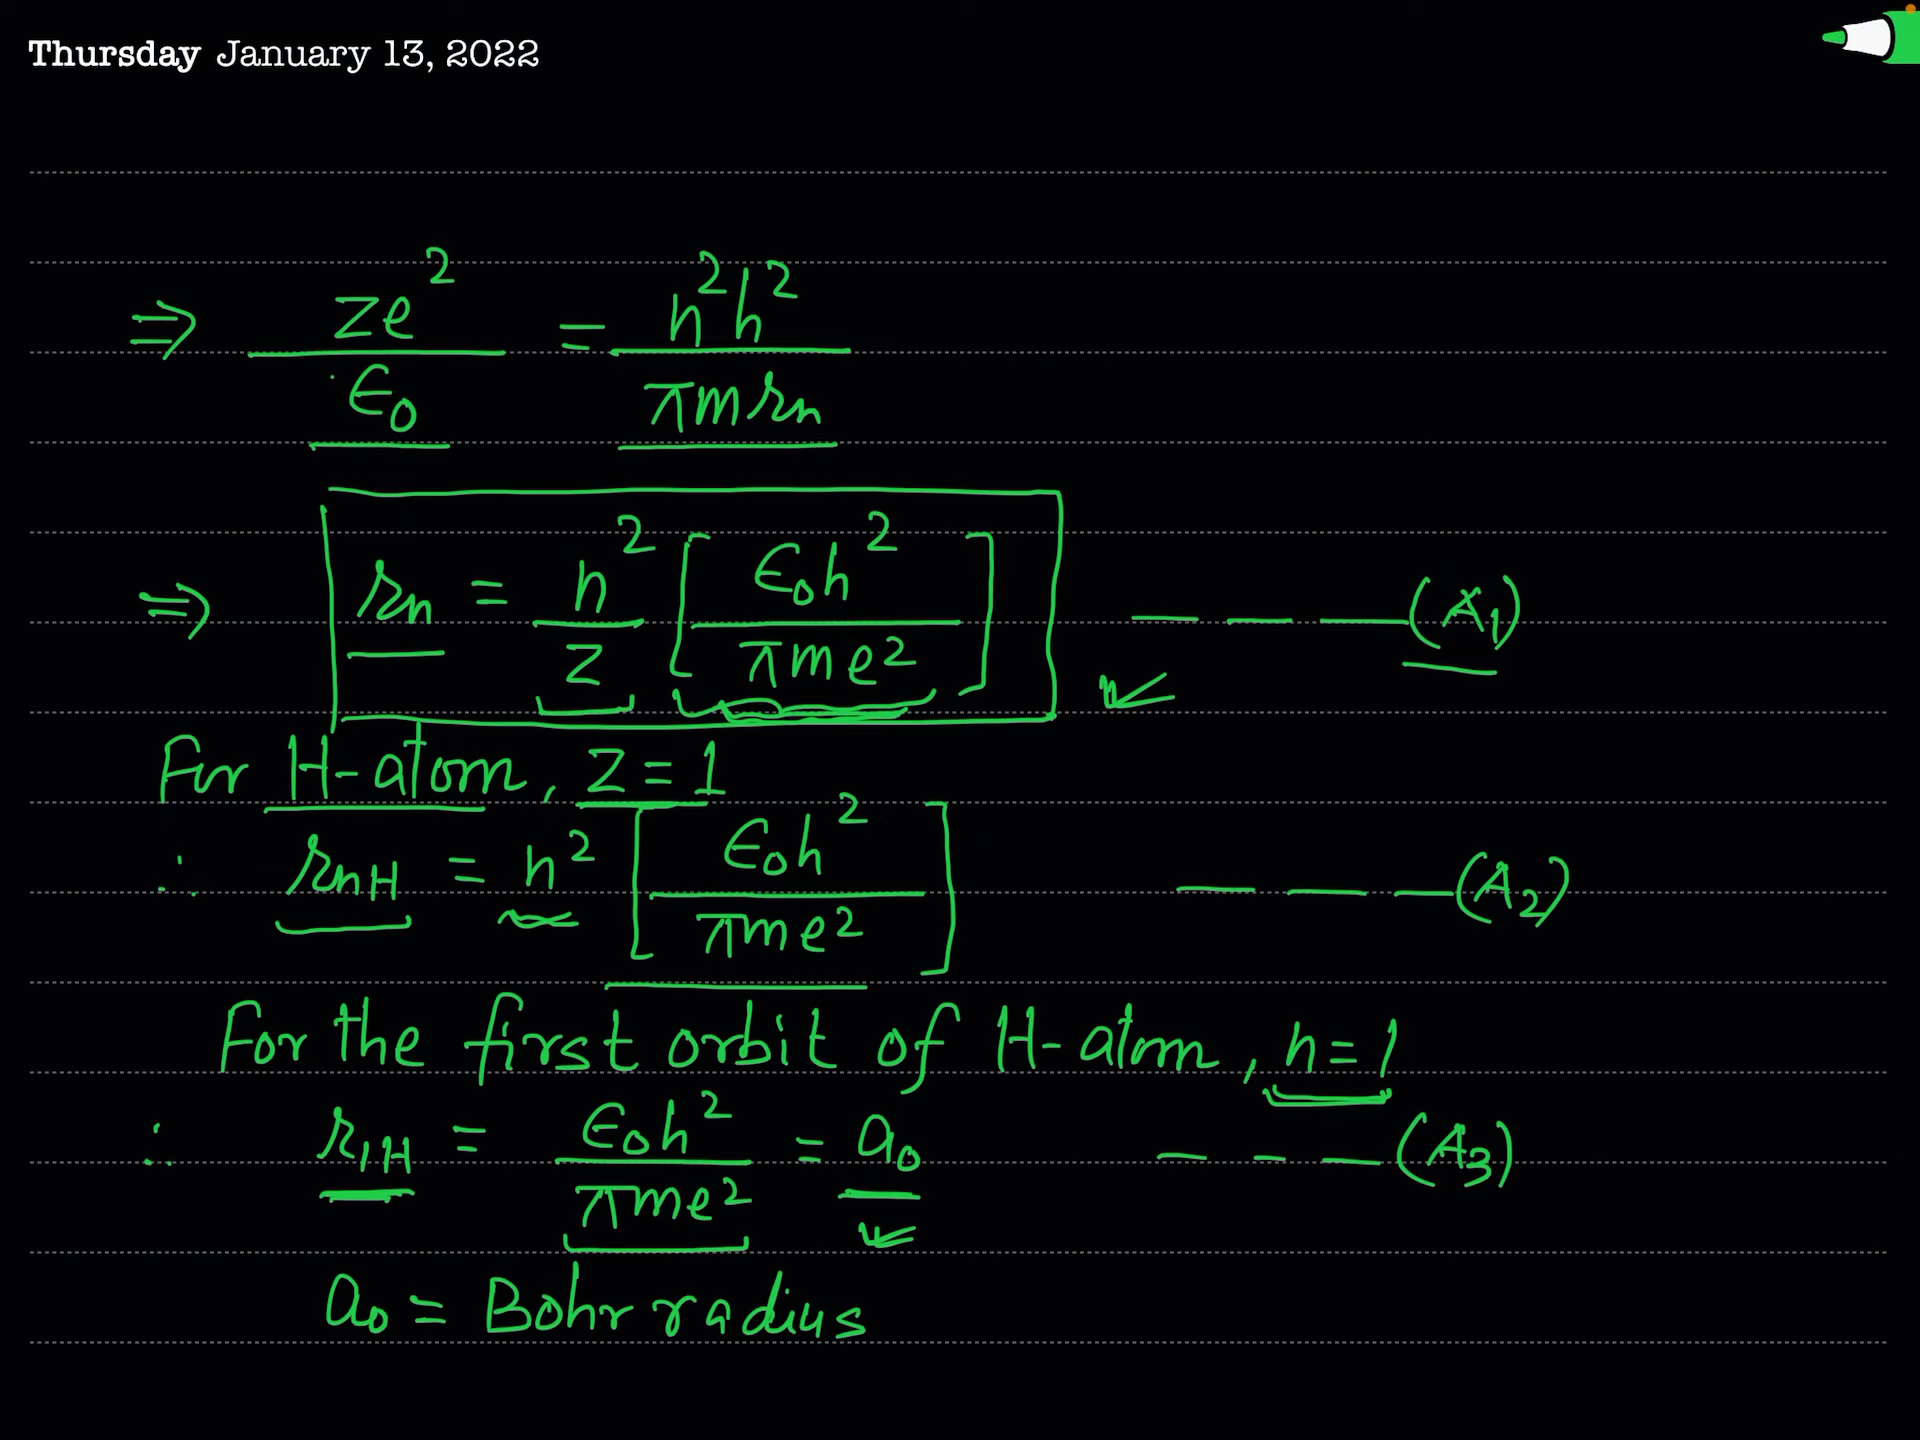 Thursday January 13, 2022
⇒ ze²/ϵ₀ = n²h²/πmrₙ
⇒ rₙ = n²/z [ϵ₀h²/πme²] — — —(A₁)
For H-atom, z=1
∴ rₙH = n² [ϵ₀h²/πme²] — — —(A₂)
For the first orbit of H-atom, n=1
∴ r₁H = ϵ₀h²/πme² = a₀ — — —(A₃)
a₀ = Bohr radius